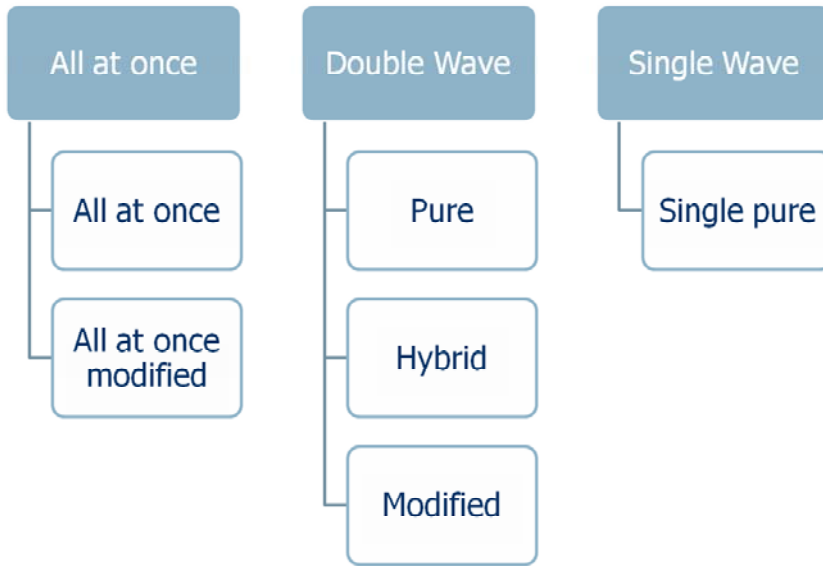 All at once
All at once
All at once
modified
Double Wave
Pure
Hybrid
Modified
Single Wave
Single pure